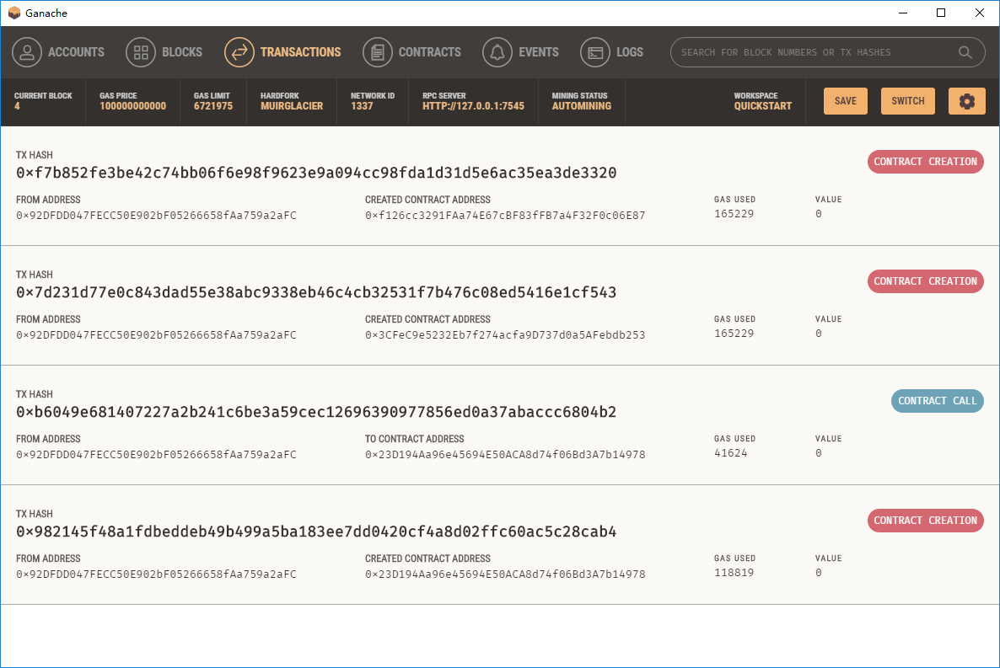 Ganache
ACCOUNTS BLOCKS TRANSACTIONS CONTRACTS EVENTS LOGS SEARCH FOR BLOCK NUMBERS OR TX HASHES
CURRENT BLOCK GAS PRICE GAS LIMIT HARDFORK NETWORK ID RPC SERVER MINING STATUS WORKSPACE SAVE SWITCH
4 100000000000 6721975 MUIRGLACIER 1337 HTTP://127.0.0.1:7545 AUTOMINING QUICKSTART
TX HASH
0×f7b852fe3be42c74bb06f6e98f9623e9a094cc98fda1d31d5e6ac35ea3de3320 CONTRACT CREATION
FROM ADDRESS CREATED CONTRACT ADDRESS GAS USED VALUE
0×92DFDD047FECC50E902bF05266658fAa759a2aFC 0×f126cc3291FAa74E67cBF83fFB7a4F32F0c06E87 165229 0
TX HASH
0×7d231d77e0c843dad55e38abc9338eb46c4cb32531f7b476c08ed5416e1cf543 CONTRACT CREATION
FROM ADDRESS CREATED CONTRACT ADDRESS GAS USED VALUE
0×92DFDD047FECC50E902bF05266658fAa759a2aFC 0×3CFeC9e5232Eb7f274acfa9D737d0a5AFebdb253 165229 0
TX HASH
0×b6049e681407227a2b241c6be3a59cec12696390977856ed0a37abaccc6804b2 CONTRACT CALL
FROM ADDRESS TO CONTRACT ADDRESS GAS USED VALUE
0×92DFDD047FECC50E902bF05266658fAa759a2aFC 0×23D194Aa96e45694E50ACA8d74f06Bd3A7b14978 41624 0
TX HASH
0×982145f48a1fdbeddeb49b499a5ba183ee7dd0420cf4a8d02ffc60ac5c28cab4 CONTRACT CREATION
FROM ADDRESS CREATED CONTRACT ADDRESS GAS USED VALUE
0×92DFDD047FECC50E902bF05266658fAa759a2aFC 0×23D194Aa96e45694E50ACA8d74f06Bd3A7b14978 118819 0